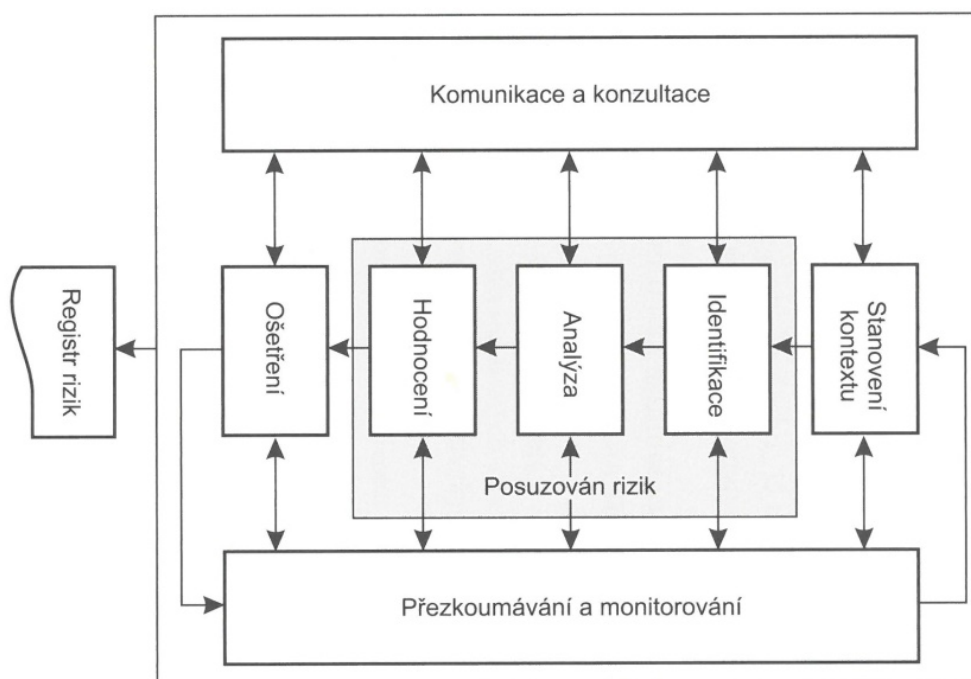 Komunikace a konzultace
Registr rizik
Ošetření
Hodnocení
Analýza
Identifikace
Stanovení
kontextu
Posuzován rizik
Přezkoumávání a monitorování